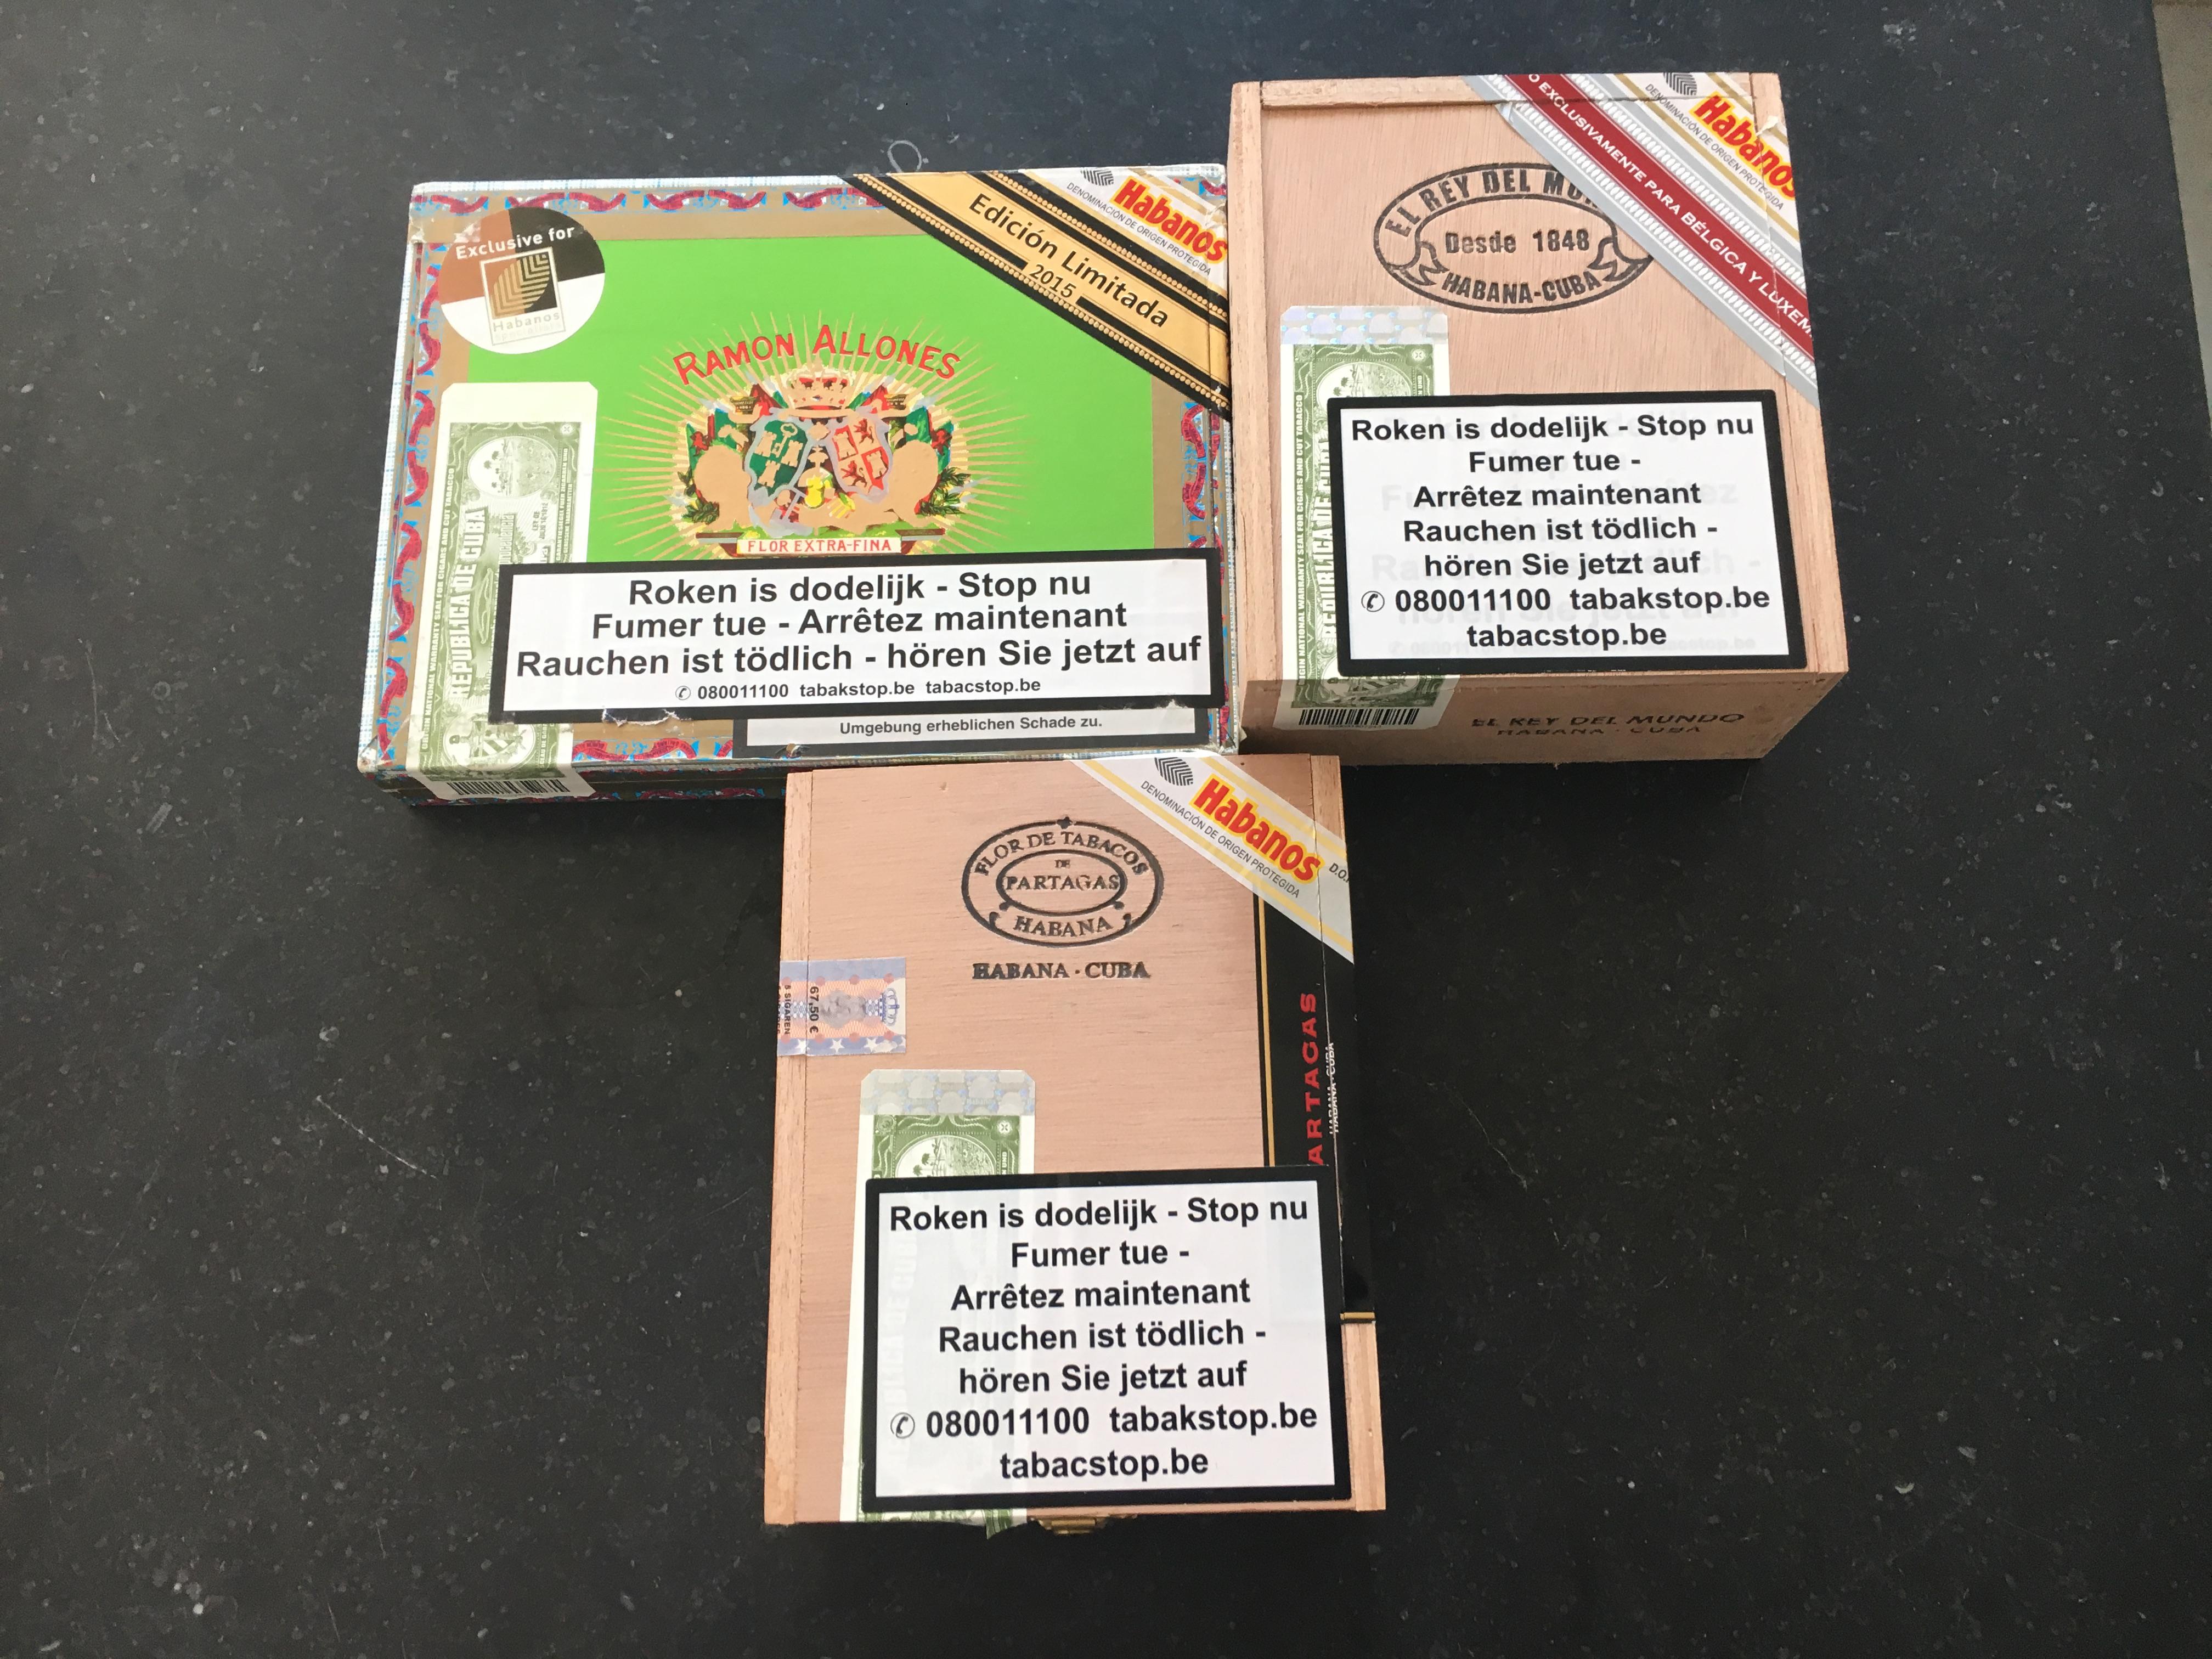 Exclusive for
Habanos
Habanos
DENOMINACIÓN DE ORIGEN PROTEGIDA
Edición Limitada
2015
RAMON ALLONES
FLOR EXTRA-FINA
REPUBLICA DE CUBA
Roken is dodelijk - Stop nu
Fumer tue - Arrêtez maintenant
Rauchen ist tödlich - hören Sie jetzt auf
✆ 080011100 tabakstop.be tabacstop.be
Umgebung erheblichen Schade zu.
Habanos
DENOMINACIÓN DE ORIGEN PROTEGIDA
O EXCLUSIVAMENTE PARA BÉLGICA Y LUXEM
EL REY DEL MU
Desde 1848
HABANA-CUBA
REPUBLICA DE CUBA
Roken is dodelijk - Stop nu
Fumer tue -
Arrêtez maintenant
Rauchen ist tödlich -
hören Sie jetzt auf
✆ 080011100 tabakstop.be
tabacstop.be
EL REY DEL MUNDO
HABANA · CUBA
Habanos
DENOMINACIÓN DE ORIGEN PROTEGIDA
D.O.
FLOR DE TABACOS
DE
PARTAGAS
HABANA
HABANA · CUBA
67,50 €
SIGAREN
ARTAGAS
HABANA-CUBA
Roken is dodelijk - Stop nu
Fumer tue -
Arrêtez maintenant
Rauchen ist tödlich -
hören Sie jetzt auf
✆ 080011100 tabakstop.be
tabacstop.be